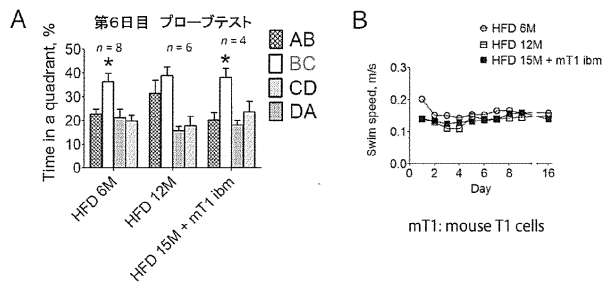 A
第6日目 プローブテスト
Time in a quadrant, %
50
40
30
20
10
0
n = 8
n = 6
n = 4
*
*
HFD 6M
HFD 12M
HFD 15M + mT1 ibm
AB
BC
CD
DA
B
HFD 6M
HFD 12M
HFD 15M + mT1 ibm
Swim speed, m/s
0.3
0.2
0.1
0.0
0 2 4 6 8 16
Day
mT1: mouse T1 cells